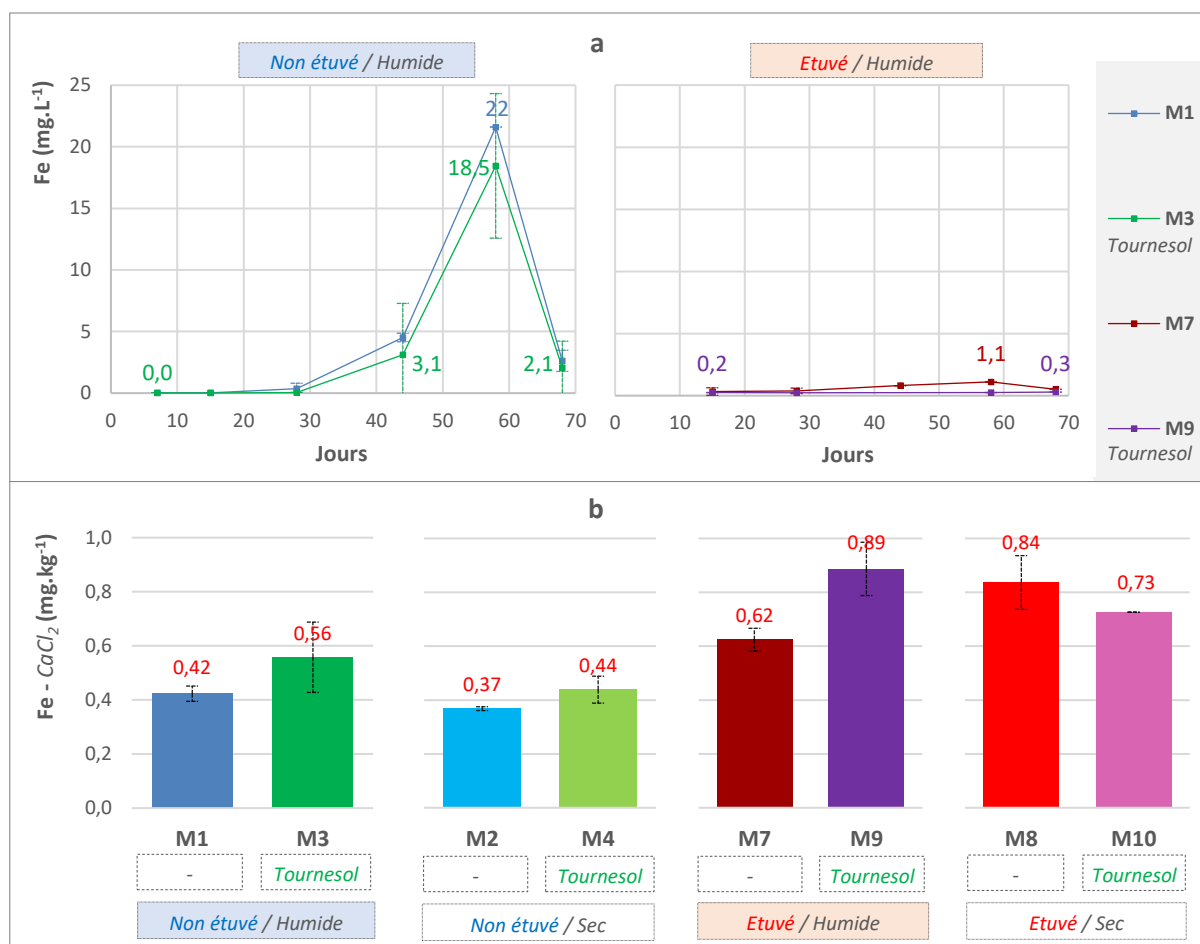 a
Non étuvé / Humide
Etuvé / Humide
Fe (mg.L-1)
25
20
15
10
5
0
22
18,5
0,0
3,1
2,1
0 10 20 30 40 50 60 70
Jours
0,2
1,1
0,3
0 10 20 30 40 50 60 70
Jours
M1
M3
Tournesol
M7
M9
Tournesol
b
Fe - CaCl2 (mg.kg-1)
1,0
0,8
0,6
0,4
0,2
0,0
0,42
0,56
0,37
0,44
0,62
0,89
0,84
0,73
M1 M3 M2 M4 M7 M9 M8 M10
- Tournesol - Tournesol - Tournesol - Tournesol
Non étuvé / Humide
Non étuvé / Sec
Etuvé / Humide
Etuvé / Sec